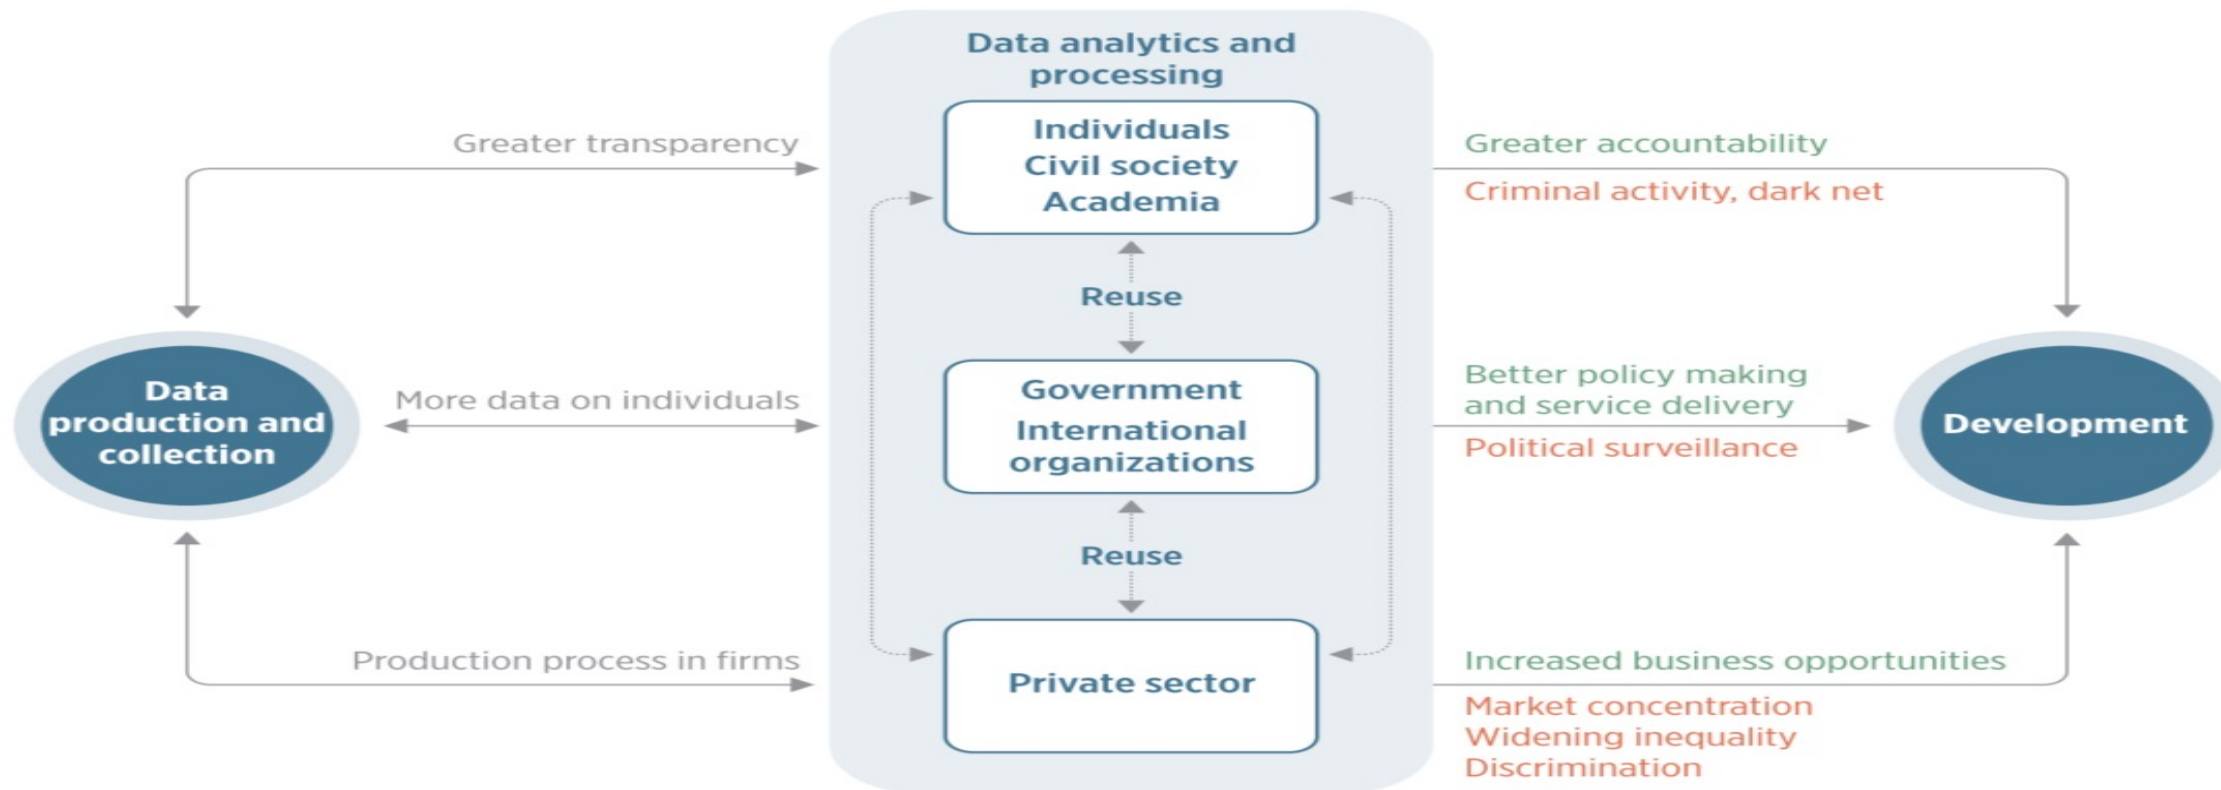 Data analytics and
processing
Individuals
Civil society
Academia
Reuse
Government
International
organizations
Reuse
Private sector
Greater transparency
More data on individuals
Production process in firms
Data
production and
collection
Greater accountability
Criminal activity, dark net
Better policy making
and service delivery
Political surveillance
Increased business opportunities
Market concentration
Widening inequality
Discrimination
Development